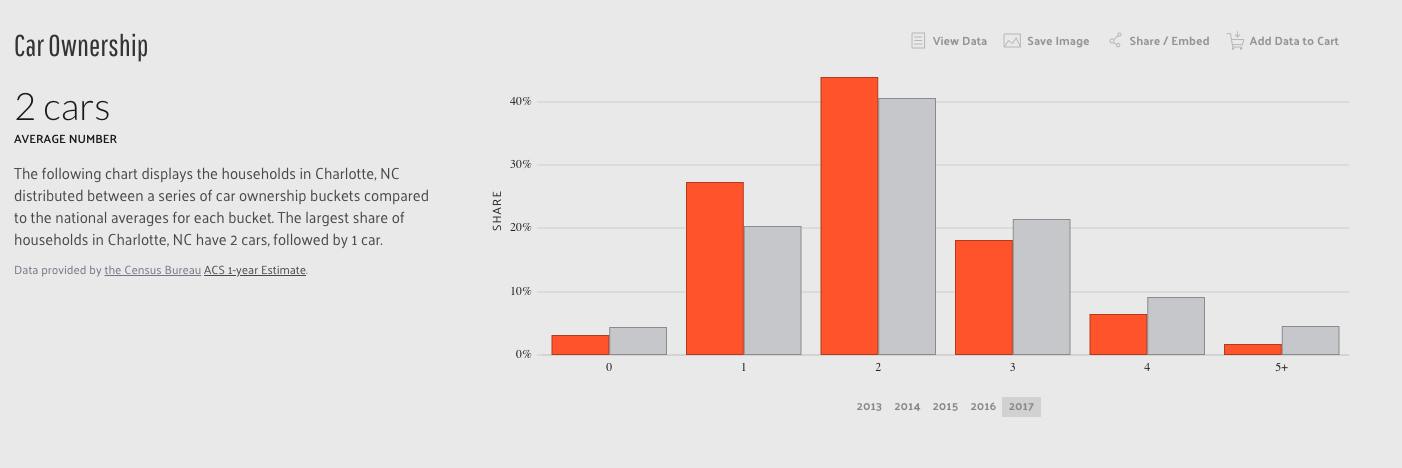 Car Ownership
View Data Save Image Share / Embed Add Data to Cart
2 cars
AVERAGE NUMBER
The following chart displays the households in Charlotte, NC
distributed between a series of car ownership buckets compared
to the national averages for each bucket. The largest share of
households in Charlotte, NC have 2 cars, followed by 1 car.
Data provided by the Census Bureau ACS 1-year Estimate.
SHARE
40%
30%
20%
10%
0%
0 1 2 3 4 5+
2013 2014 2015 2016 2017